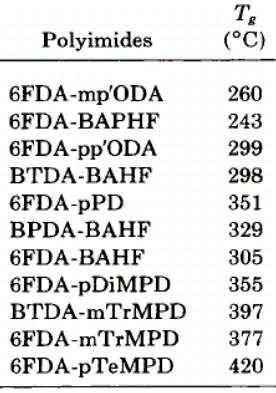 T_g
Polyimides (°C)
6FDA-mp′ODA 260
6FDA-BAPHF 243
6FDA-pp′ODA 299
BTDA-BAHF 298
6FDA-pPD 351
BPDA-BAHF 329
6FDA-BAHF 305
6FDA-pDiMPD 355
BTDA-mTrMPD 397
6FDA-mTrMPD 377
6FDA-pTeMPD 420